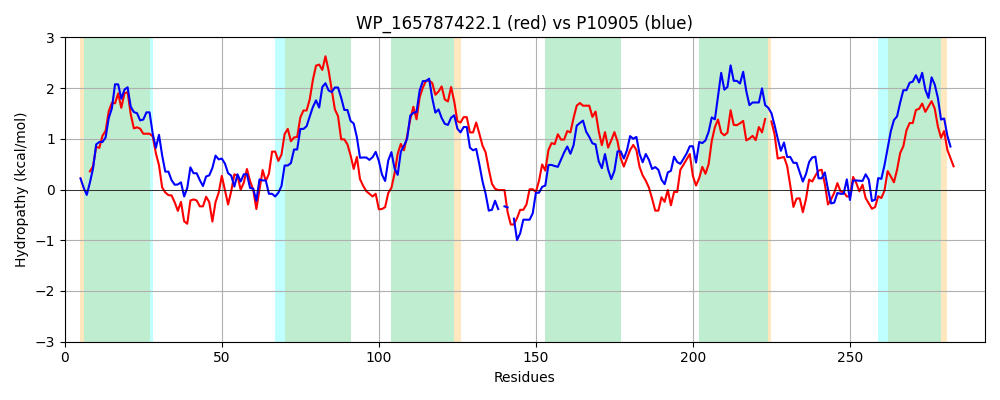 WP_165787422.1 (red) vs P10905 (blue)
Hydropathy (kcal/mol)
3
2
1
0
−1
−2
−3
0 50 100 150 200 250
Residues